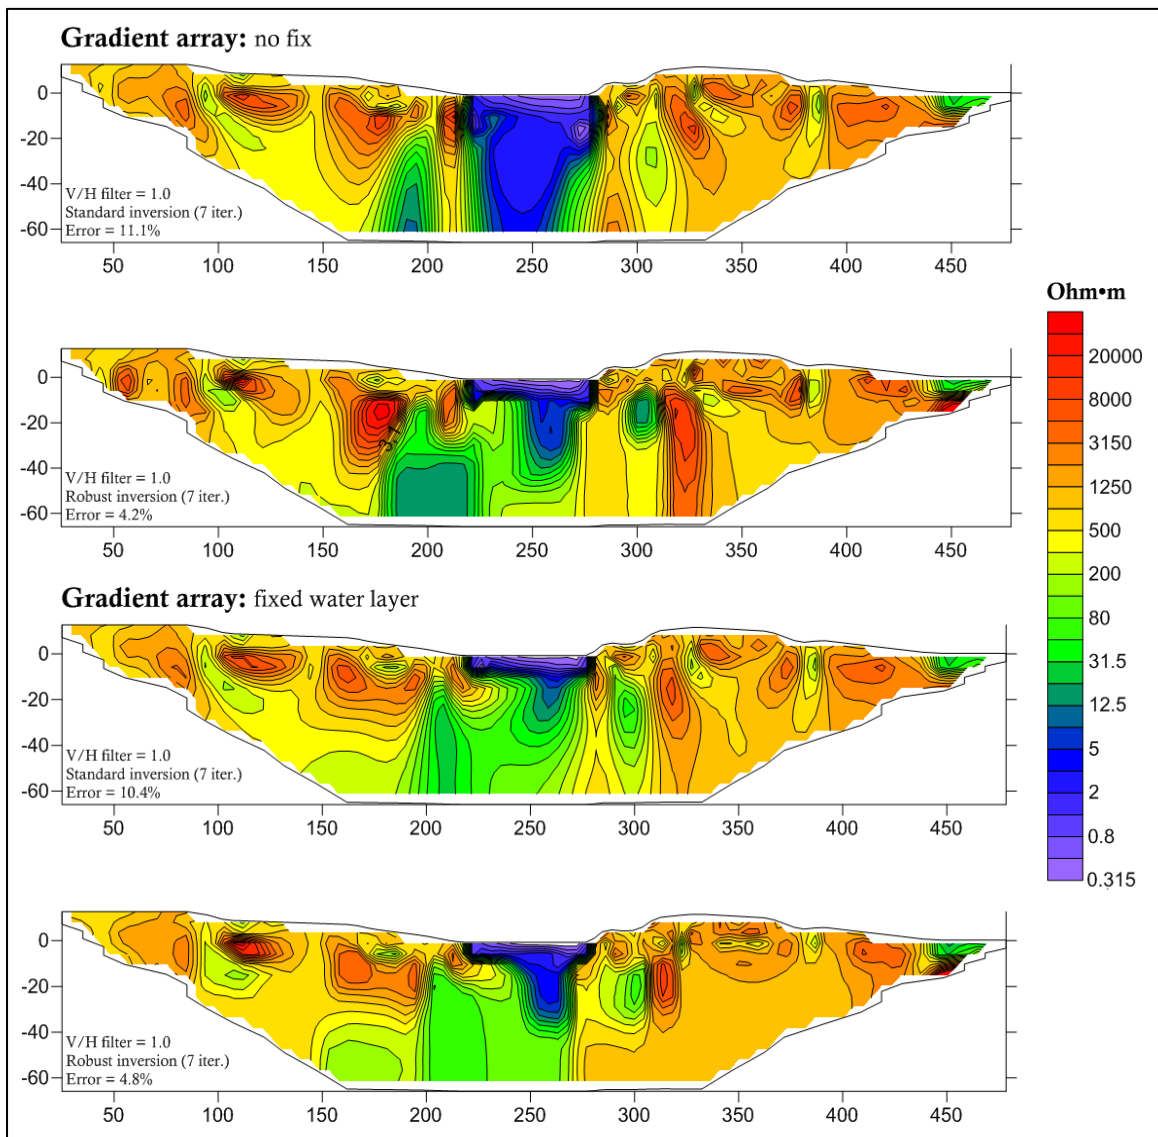 Gradient array: no fix
0
-20
-40
-60
V/H filter = 1.0
Standard inversion (7 iter.)
Error = 11.1%
50 100 150 200 250 300 350 400 450
0
-20
-40
-60
3.1
V/H filter = 1.0
Robust inversion (7 iter.)
Error = 4.2%
50 100 150 200 250 300 350 400 450
Gradient array: fixed water layer
0
-20
-40
-60
V/H filter = 1.0
Standard inversion (7 iter.)
Error = 10.4%
50 100 150 200 250 300 350 400 450
0
-20
-40
-60
V/H filter = 1.0
Robust inversion (7 iter.)
Error = 4.8%
50 100 150 200 250 300 350 400 450
Ohm•m
20000
8000
3150
1250
500
200
80
31.5
12.5
5
2
0.8
0.315